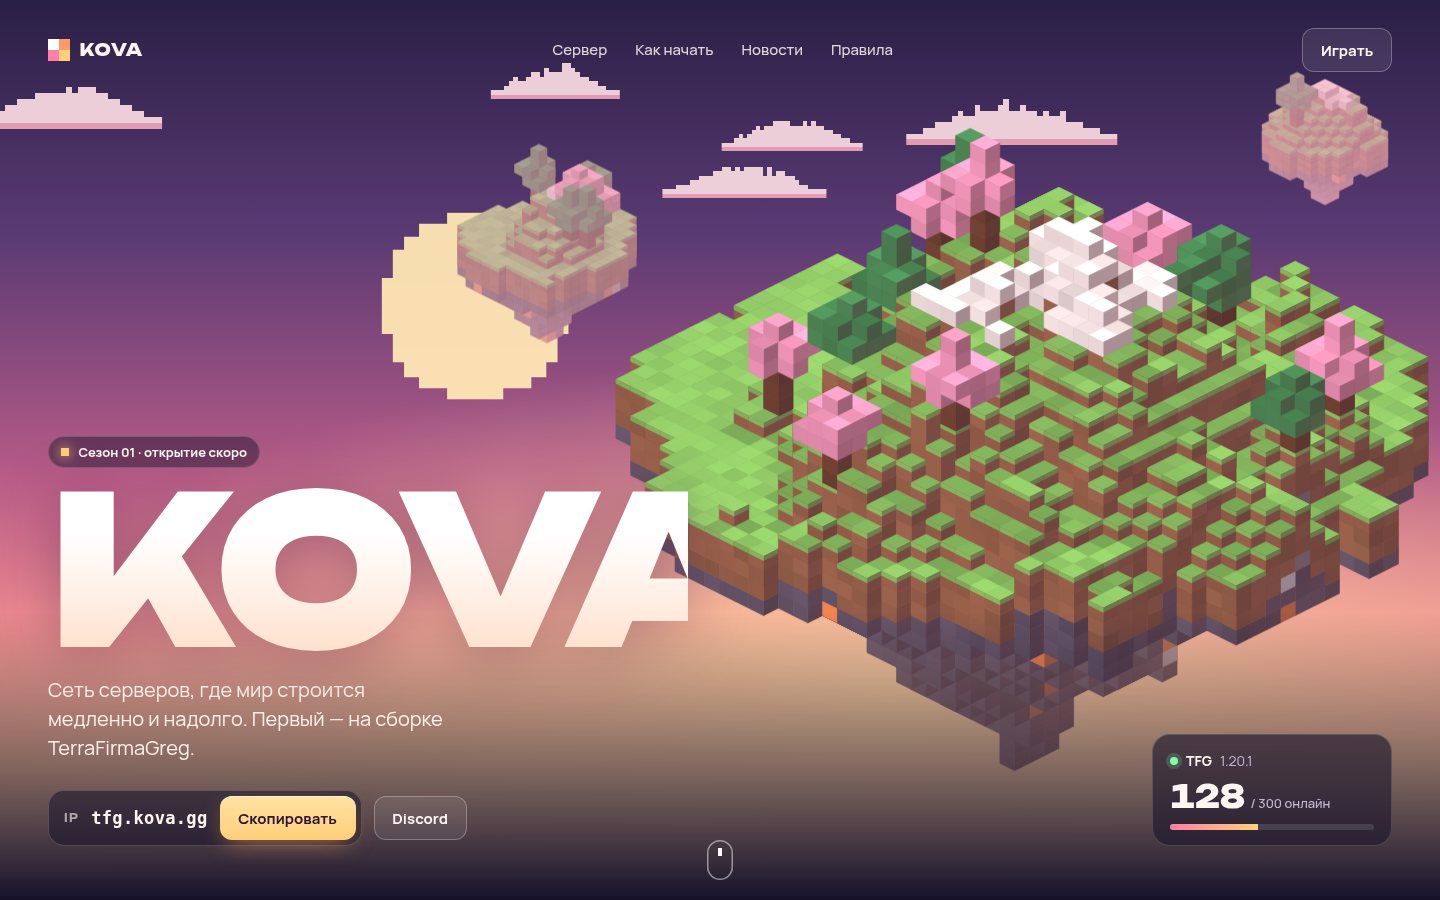 KOVA
Сервер
Как начать
Новости
Правила
Играть
Сезон 01 · открытие скоро
KOVA
Сеть серверов, где мир строится
медленно и надолго. Первый — на сборке
TerraFirmaGreg.
IP tfg.kova.gg
Скопировать
Discord
TFG 1.20.1
128 / 300 онлайн